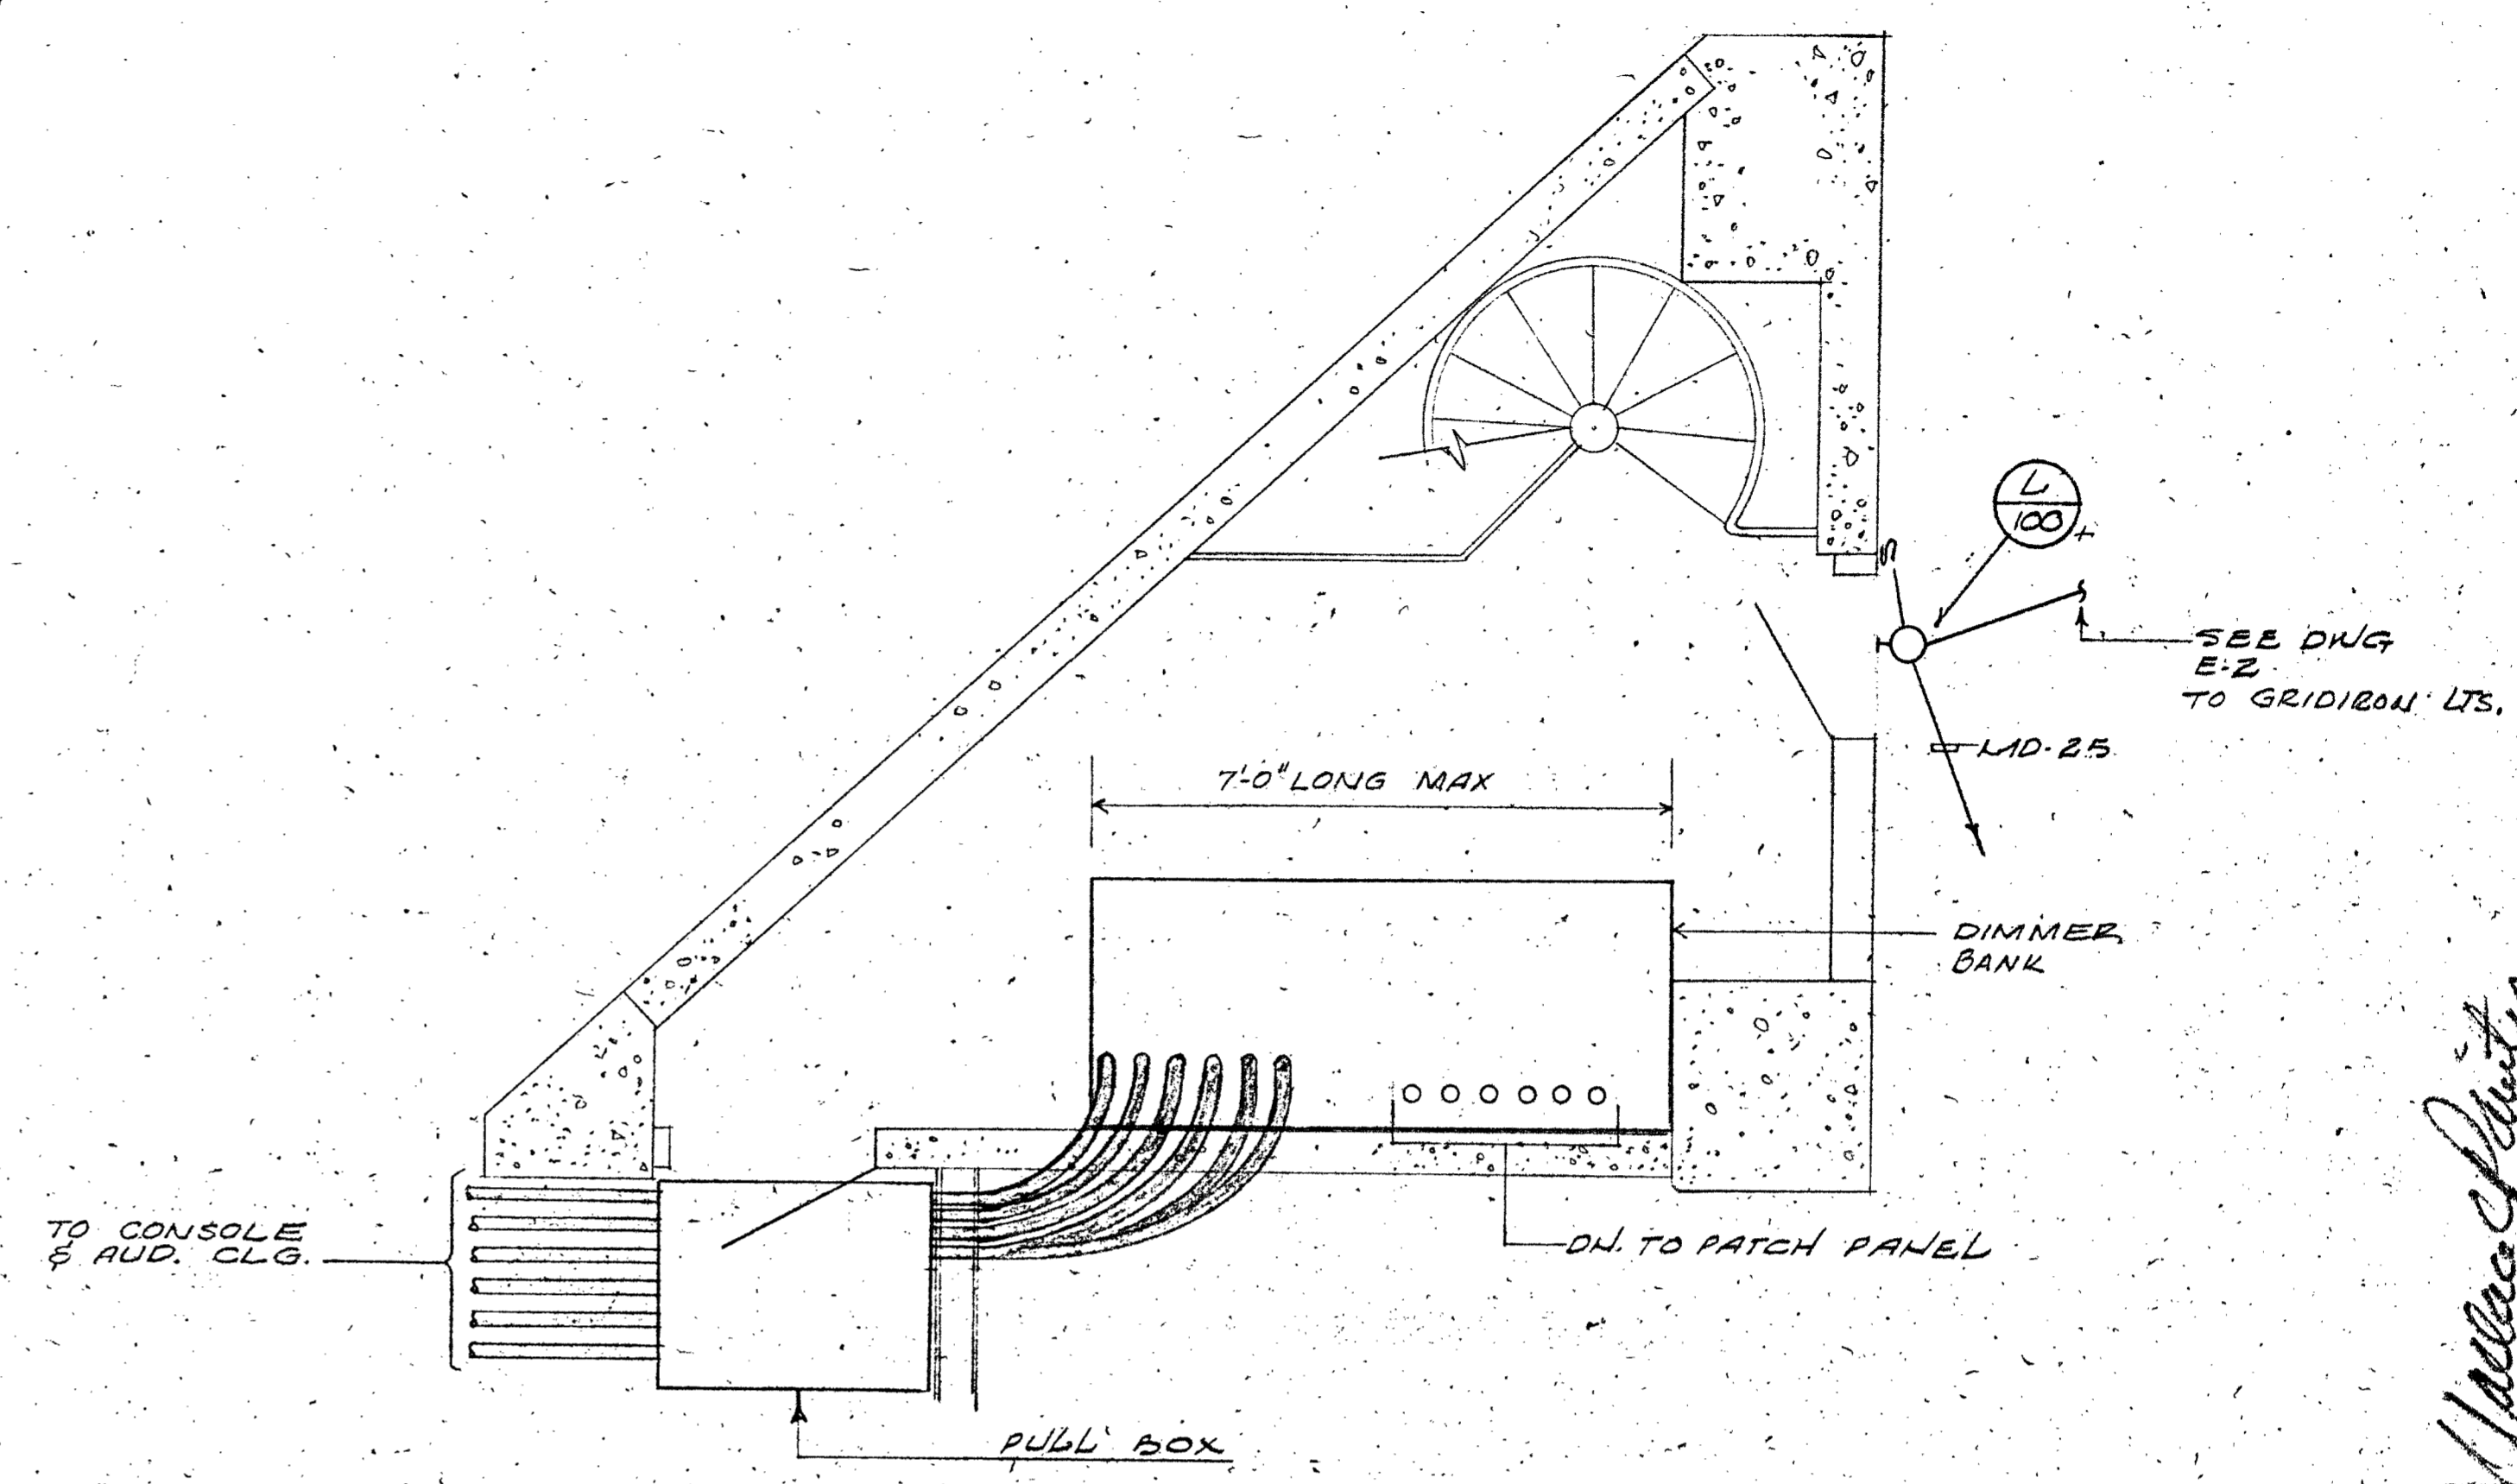 L
100
S
SEE DWG
E-2
TO GRIDIRON LTS.
LMD-25
7'-0" LONG MAX
DIMMER
BANK
TO CONSOLE
& AUD. CLG.
DN. TO PATCH PANEL
PULL BOX